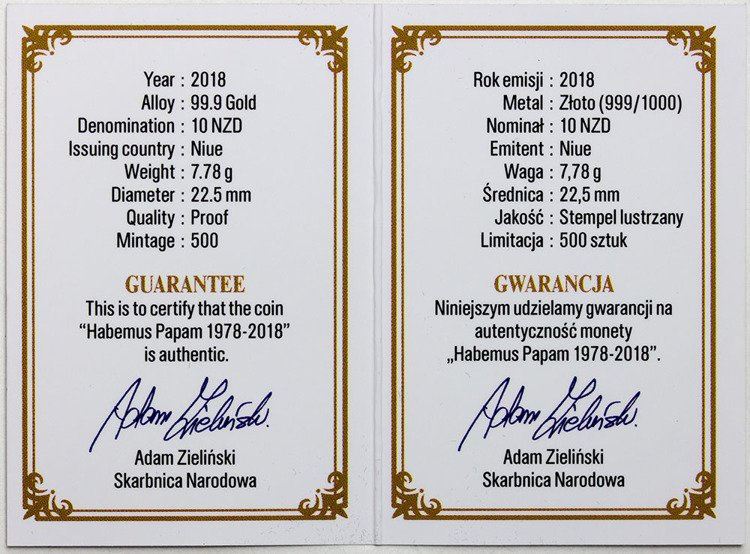 Year : 2018
Alloy : 99.9 Gold
Denomination : 10 NZD
Issuing country : Niue
Weight : 7.78 g
Diameter : 22.5 mm
Quality : Proof
Mintage : 500
GUARANTEE
This is to certify that the coin
“Habemus Papam 1978-2018”
is authentic.
Adam Zieliński
Adam Zieliński
Skarbnica Narodowa
Rok emisji : 2018
Metal : Złoto (999/1000)
Nominał : 10 NZD
Emitent : Niue
Waga : 7,78 g
Średnica : 22,5 mm
Jakość : Stempel lustrzany
Limitacja : 500 sztuk
GWARANCJA
Niniejszym udzielamy gwarancji na
autentyczność monety
„Habemus Papam 1978-2018”.
Adam Zieliński
Adam Zieliński
Skarbnica Narodowa